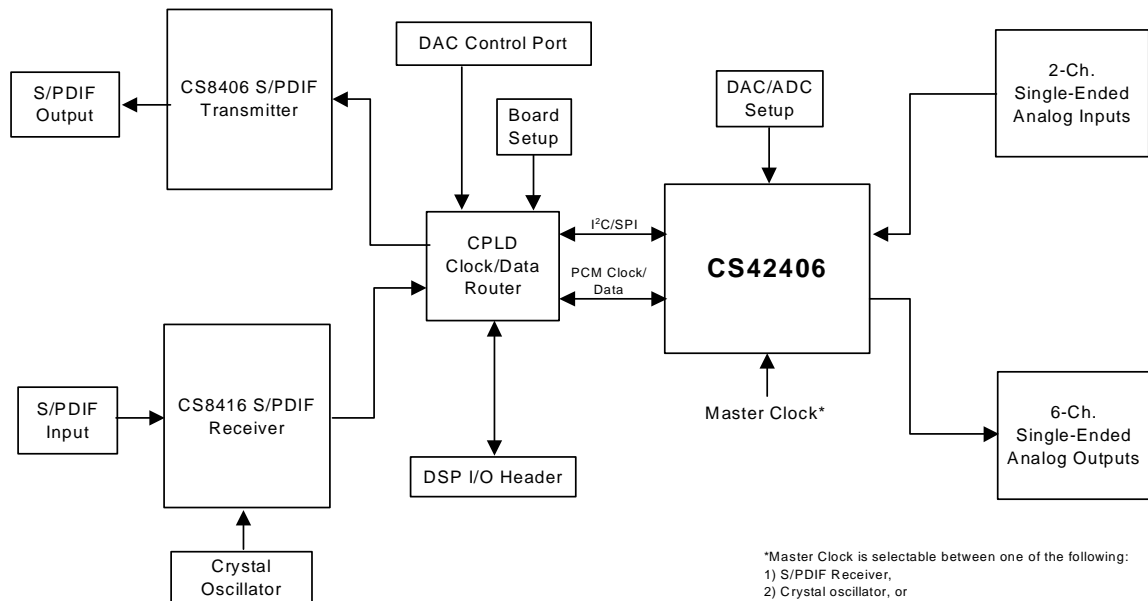 DAC Control Port
CS8406 S/PDIF
Transmitter
S/PDIF
Output
Board
Setup
DAC/ADC
Setup
2-Ch.
Single-Ended
Analog Inputs
CPLD
Clock/Data
Router
I²C/SPI
PCM Clock/
Data
CS42406
S/PDIF
Input
CS8416 S/PDIF
Receiver
Master Clock*
6-Ch.
Single-Ended
Analog Outputs
DSP I/O Header
Crystal
Oscillator
*Master Clock is selectable between one of the following:
1) S/PDIF Receiver,
2) Crystal oscillator, or